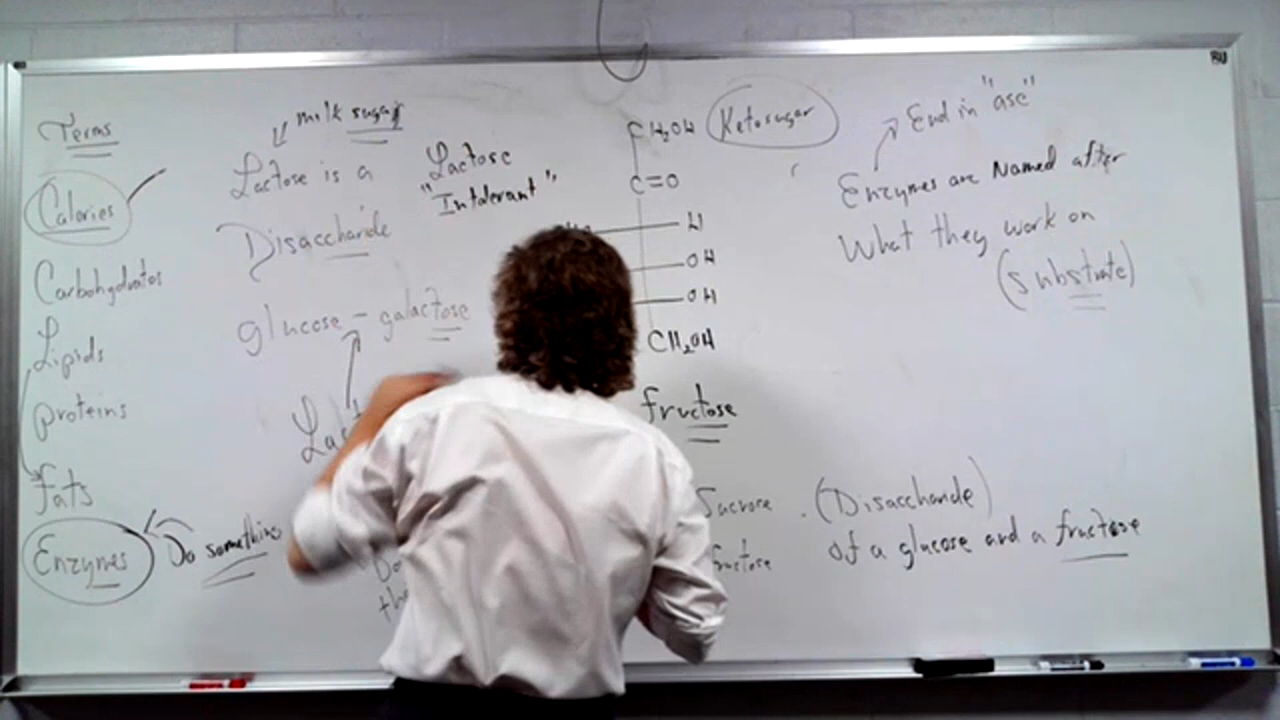 Terms
Calories
Carbohydrates
Lipids
proteins
fats
Enzymes
Do something
milk sugar
Lactose is a
Disaccharide
glucose - galactose
Lactose
"Intolerant"
CH₂OH
C=O
H
OH
OH
CH₂OH
fructose
Ketosugar
Sucrose
fructose
End in "ase"
Enzymes are Named after
What they work on
(substrate)
(Disaccharide)
of a glucose and a fructose
BU